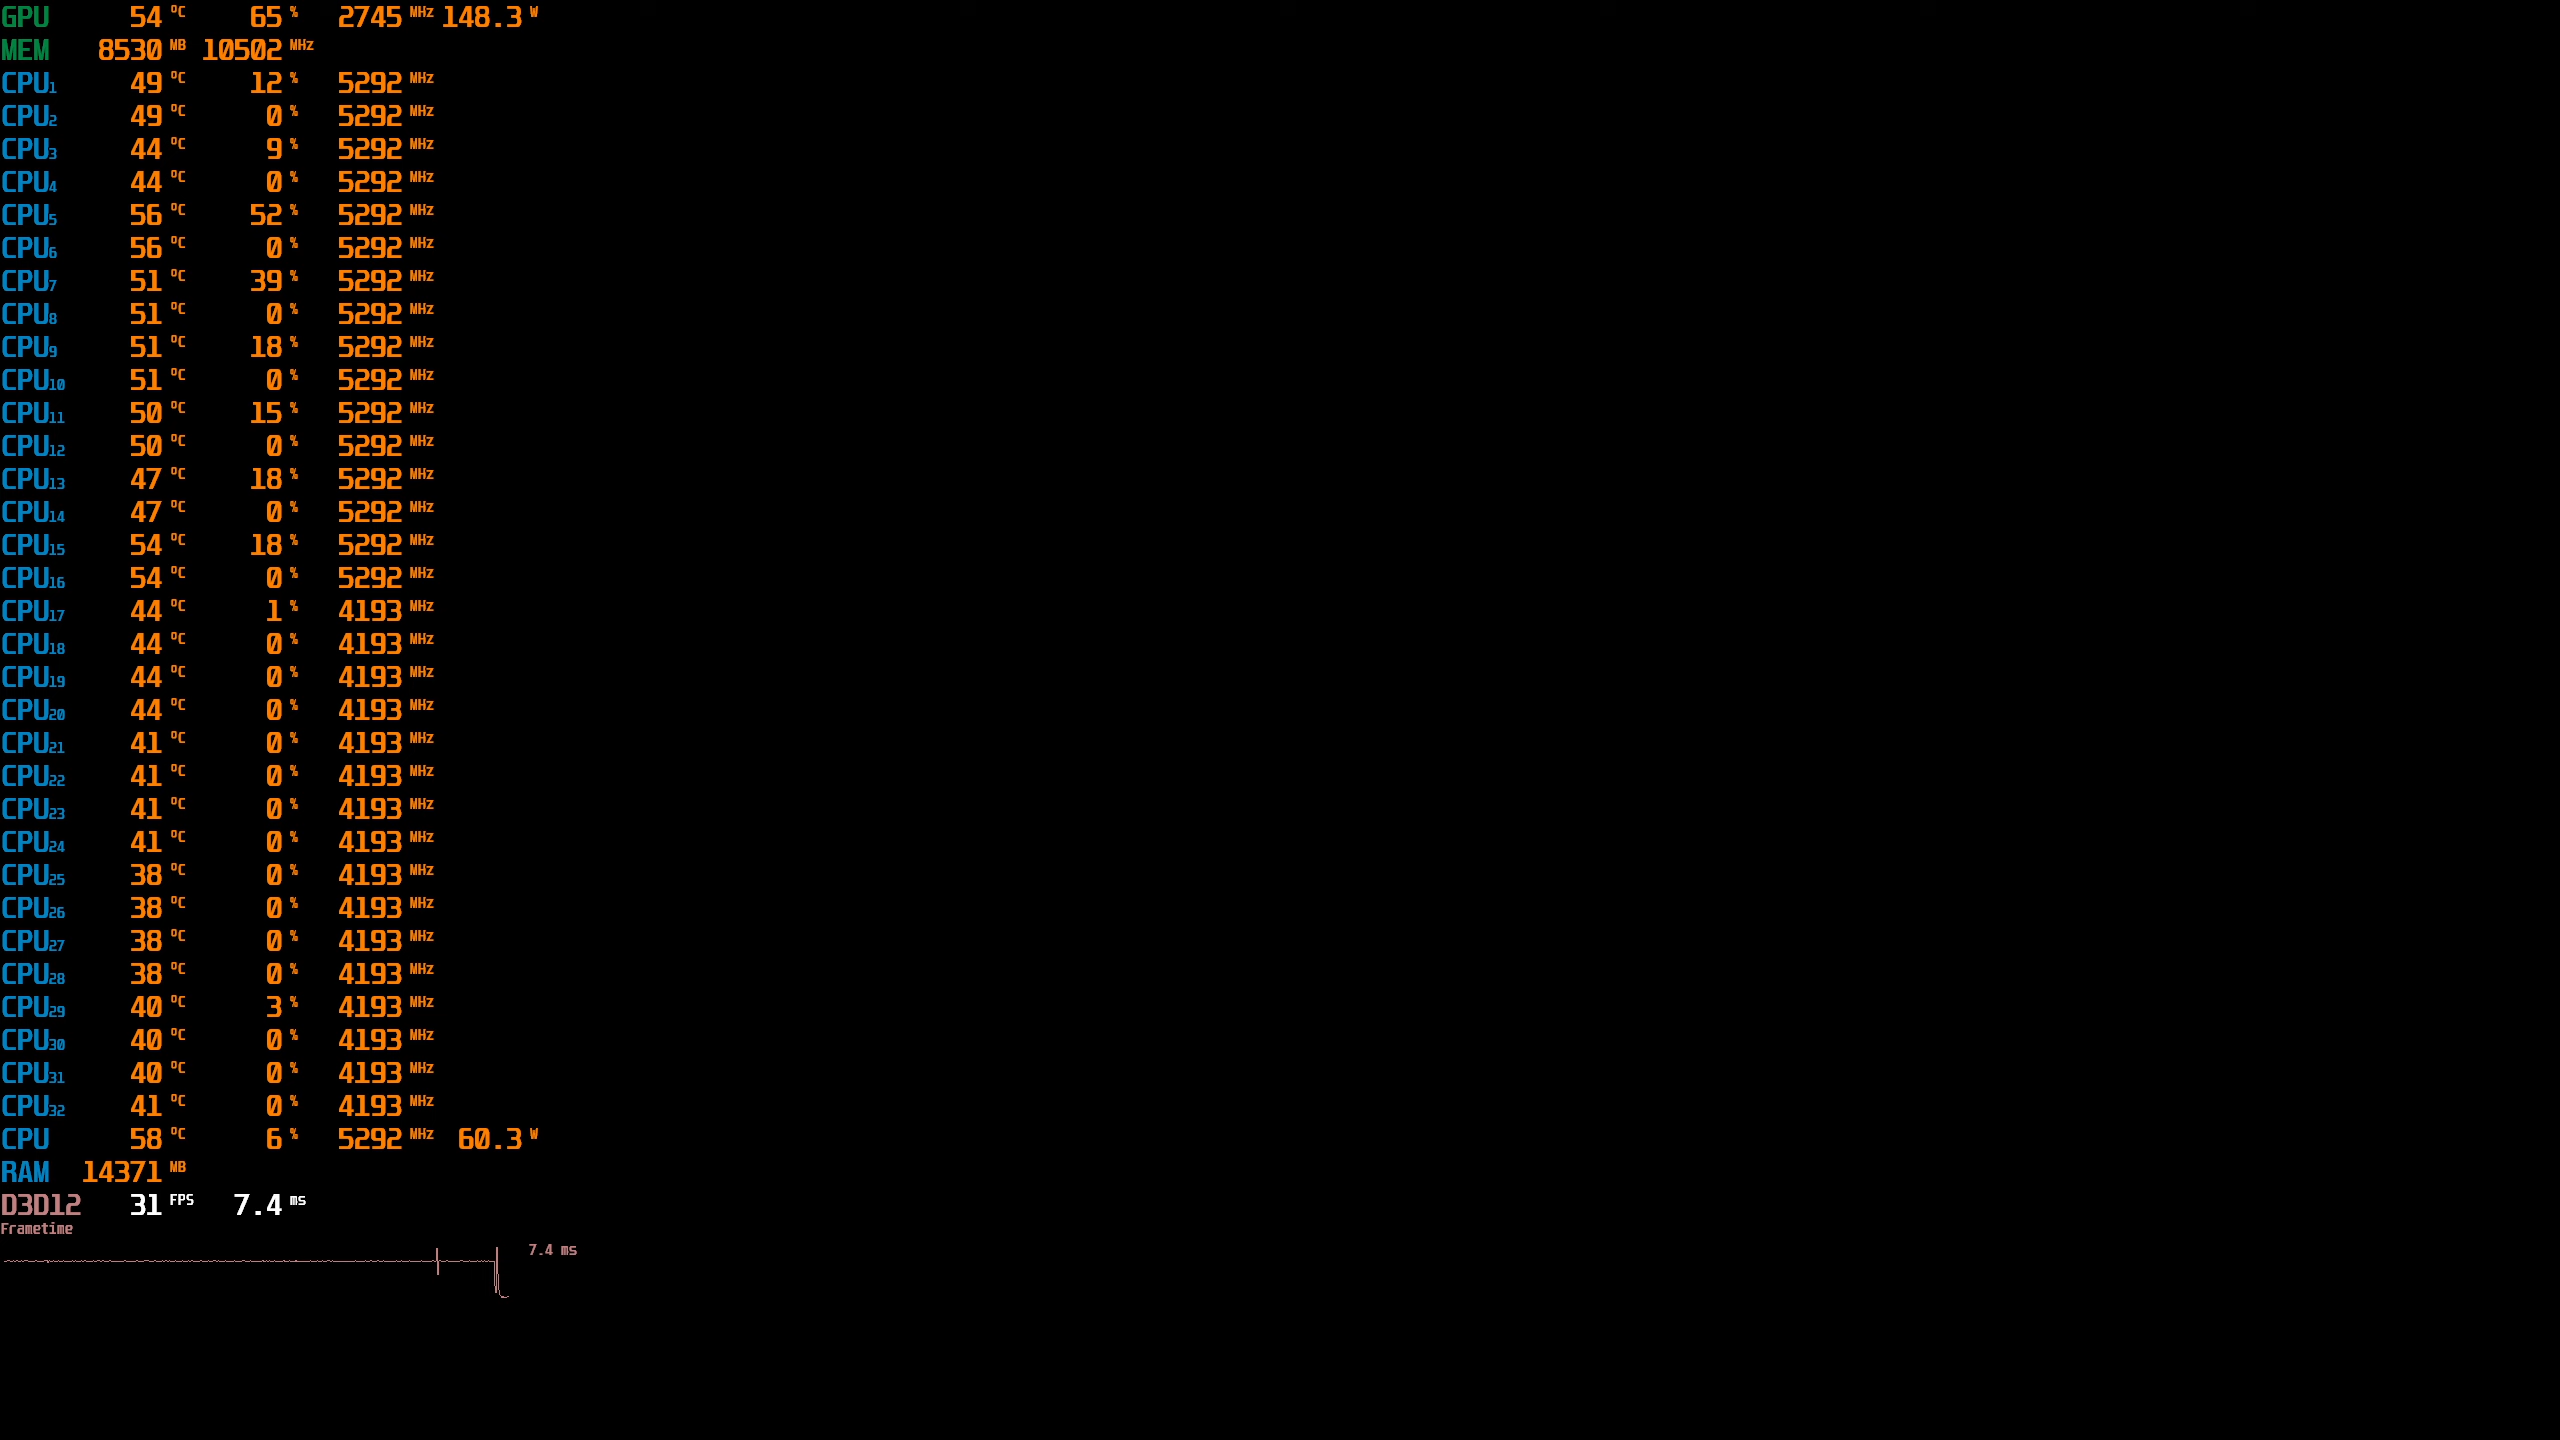 GPU 54 °C 65 % 2745 MHz 148.3 W
MEM 8530 MB 10502 MHz
CPU1 49 °C 12 % 5292 MHz
CPU2 49 °C 0 % 5292 MHz
CPU3 44 °C 9 % 5292 MHz
CPU4 44 °C 0 % 5292 MHz
CPU5 56 °C 52 % 5292 MHz
CPU6 56 °C 0 % 5292 MHz
CPU7 51 °C 39 % 5292 MHz
CPU8 51 °C 0 % 5292 MHz
CPU9 51 °C 18 % 5292 MHz
CPU10 51 °C 0 % 5292 MHz
CPU11 50 °C 15 % 5292 MHz
CPU12 50 °C 0 % 5292 MHz
CPU13 47 °C 18 % 5292 MHz
CPU14 47 °C 0 % 5292 MHz
CPU15 54 °C 18 % 5292 MHz
CPU16 54 °C 0 % 5292 MHz
CPU17 44 °C 1 % 4193 MHz
CPU18 44 °C 0 % 4193 MHz
CPU19 44 °C 0 % 4193 MHz
CPU20 44 °C 0 % 4193 MHz
CPU21 41 °C 0 % 4193 MHz
CPU22 41 °C 0 % 4193 MHz
CPU23 41 °C 0 % 4193 MHz
CPU24 41 °C 0 % 4193 MHz
CPU25 38 °C 0 % 4193 MHz
CPU26 38 °C 0 % 4193 MHz
CPU27 38 °C 0 % 4193 MHz
CPU28 38 °C 0 % 4193 MHz
CPU29 40 °C 3 % 4193 MHz
CPU30 40 °C 0 % 4193 MHz
CPU31 40 °C 0 % 4193 MHz
CPU32 41 °C 0 % 4193 MHz
CPU 58 °C 6 % 5292 MHz 60.3 W
RAM 14371 MB
D3D12 31 FPS 7.4 ms
Frametime
7.4 ms